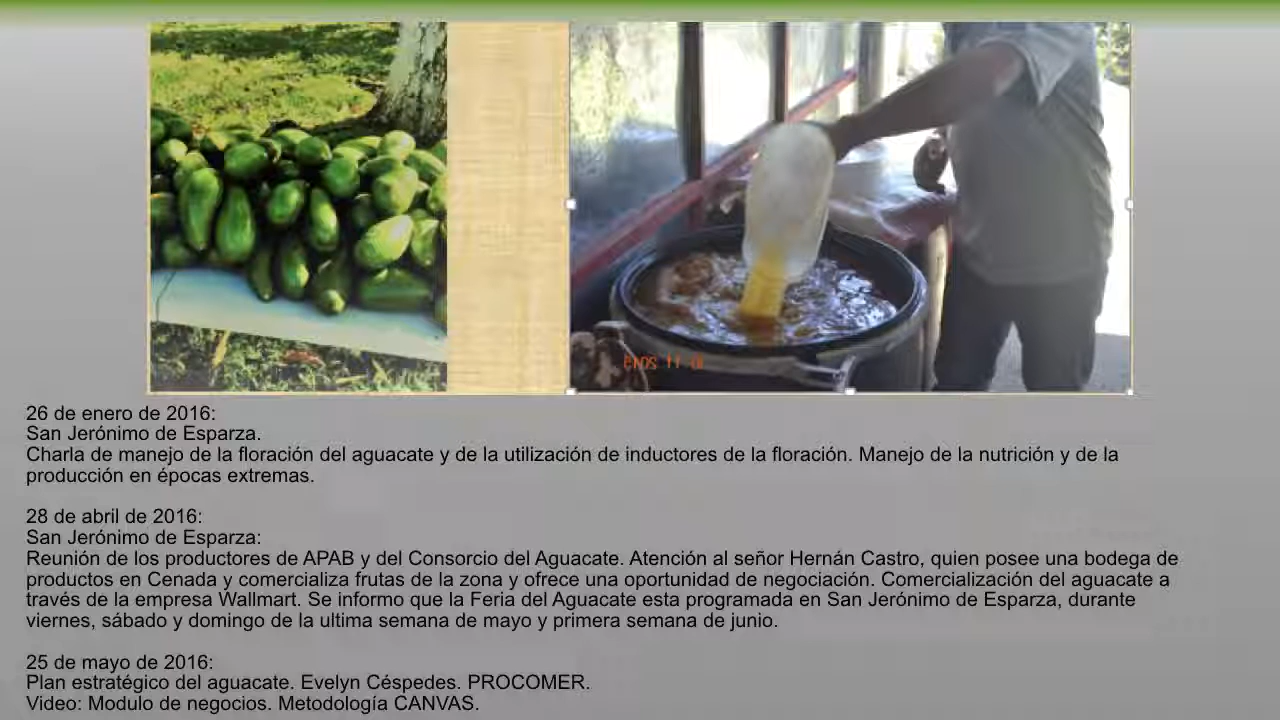 26 de enero de 2016:
San Jerónimo de Esparza.
Charla de manejo de la floración del aguacate y de la utilización de inductores de la floración. Manejo de la nutrición y de la
producción en épocas extremas.
28 de abril de 2016:
San Jerónimo de Esparza:
Reunión de los productores de APAB y del Consorcio del Aguacate. Atención al señor Hernán Castro, quien posee una bodega de
productos en Cenada y comercializa frutas de la zona y ofrece una oportunidad de negociación. Comercialización del aguacate a
través de la empresa Wallmart. Se informo que la Feria del Aguacate esta programada en San Jerónimo de Esparza, durante
viernes, sábado y domingo de la ultima semana de mayo y primera semana de junio.
25 de mayo de 2016:
Plan estratégico del aguacate. Evelyn Céspedes. PROCOMER.
Video: Modulo de negocios. Metodología CANVAS.